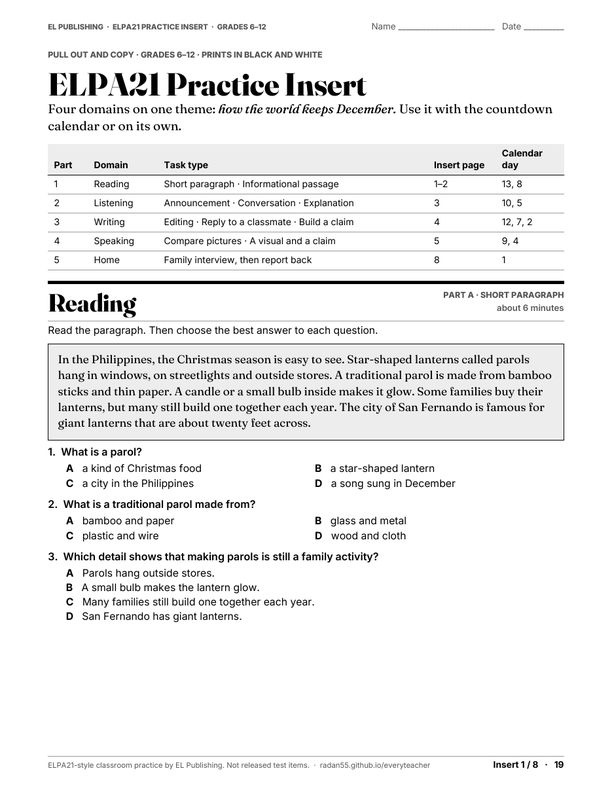 EL PUBLISHING · ELPA21 PRACTICE INSERT · GRADES 6–12
Name ____________________ Date ________
PULL OUT AND COPY · GRADES 6–12 · PRINTS IN BLACK AND WHITE
ELPA21 Practice Insert
Four domains on one theme: how the world keeps December. Use it with the countdown
calendar or on its own.
Part Domain Task type Insert page Calendar day
1 Reading Short paragraph · Informational passage 1–2 13, 8
2 Listening Announcement · Conversation · Explanation 3 10, 5
3 Writing Editing · Reply to a classmate · Build a claim 4 12, 7, 2
4 Speaking Compare pictures · A visual and a claim 5 9, 4
5 Home Family interview, then report back 8 1
Reading
PART A · SHORT PARAGRAPH
about 6 minutes
Read the paragraph. Then choose the best answer to each question.
In the Philippines, the Christmas season is easy to see. Star-shaped lanterns called parols
hang in windows, on streetlights and outside stores. A traditional parol is made from bamboo
sticks and thin paper. A candle or a small bulb inside makes it glow. Some families buy their
lanterns, but many still build one together each year. The city of San Fernando is famous for
giant lanterns that are about twenty feet across.
1. What is a parol?
A a kind of Christmas food B a star-shaped lantern
C a city in the Philippines D a song sung in December
2. What is a traditional parol made from?
A bamboo and paper B glass and metal
C plastic and wire D wood and cloth
3. Which detail shows that making parols is still a family activity?
A Parols hang outside stores.
B A small bulb makes the lantern glow.
C Many families still build one together each year.
D San Fernando has giant lanterns.
ELPA21-style classroom practice by EL Publishing. Not released test items. · radan55.github.io/everyteacher
Insert 1 / 8 · 19